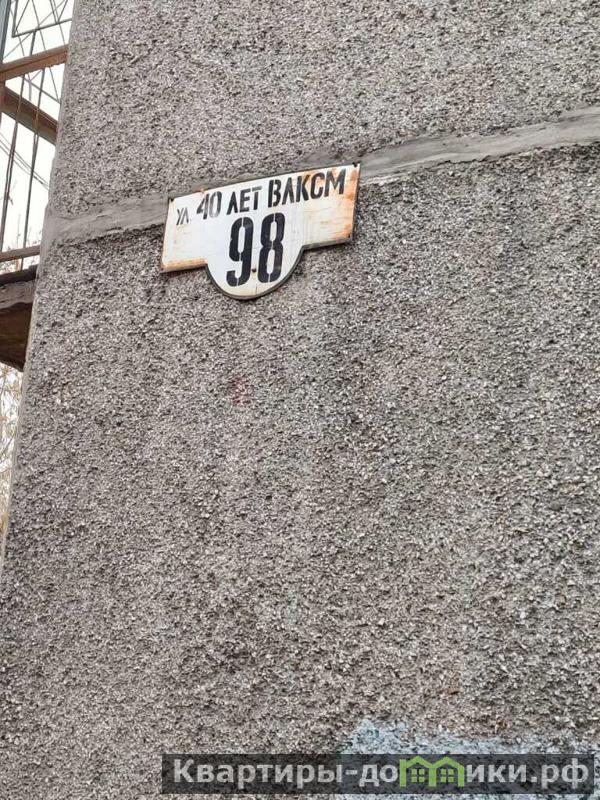 ул 40 ЛЕТ ВЛКСМ
98
Квартиры-домики.рф